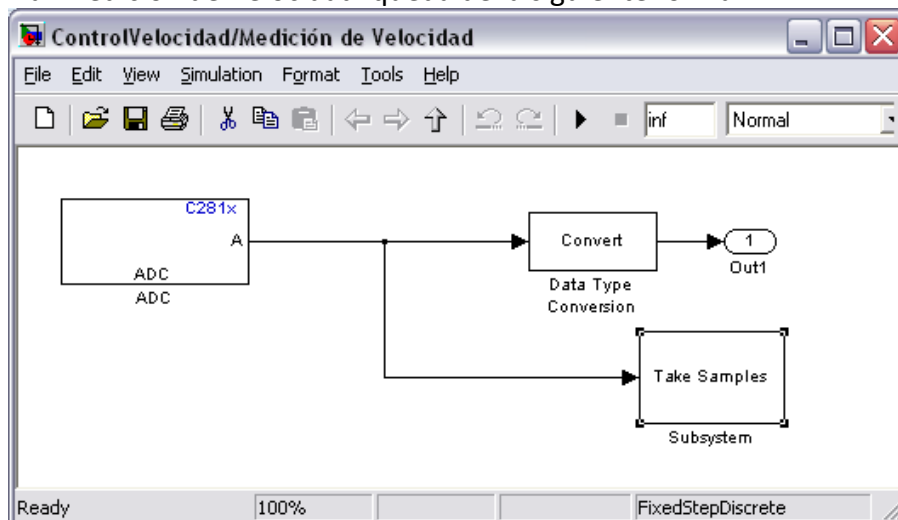 ControlVelocidad/Medición de Velocidad
File Edit View Simulation Format Tools Help
inf Normal
C281x
A
ADC
ADC
Convert
Data Type
Conversion
1
Out1
Take Samples
Subsystem
Ready 100% FixedStepDiscrete